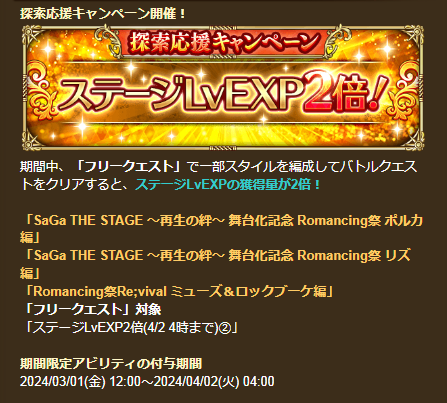 探索応援キャンペーン開催！
探索応援キャンペーン
ステージLvEXP2倍!
期間中、「フリークエスト」で一部スタイルを編成してバトルクエス
トをクリアすると、ステージLvEXPの獲得量が2倍！
「SaGa THE STAGE ～再生の絆～ 舞台化記念 Romancing祭 ポルカ
編」
「SaGa THE STAGE ～再生の絆～ 舞台化記念 Romancing祭 リズ
編」
「Romancing祭Re;vival ミューズ＆ロックブーケ編」
「フリークエスト」対象
「ステージLvEXP2倍(4/2 4時まで)②」
期間限定アビリティの付与期間
2024/03/01(金) 12:00～2024/04/02(火) 04:00